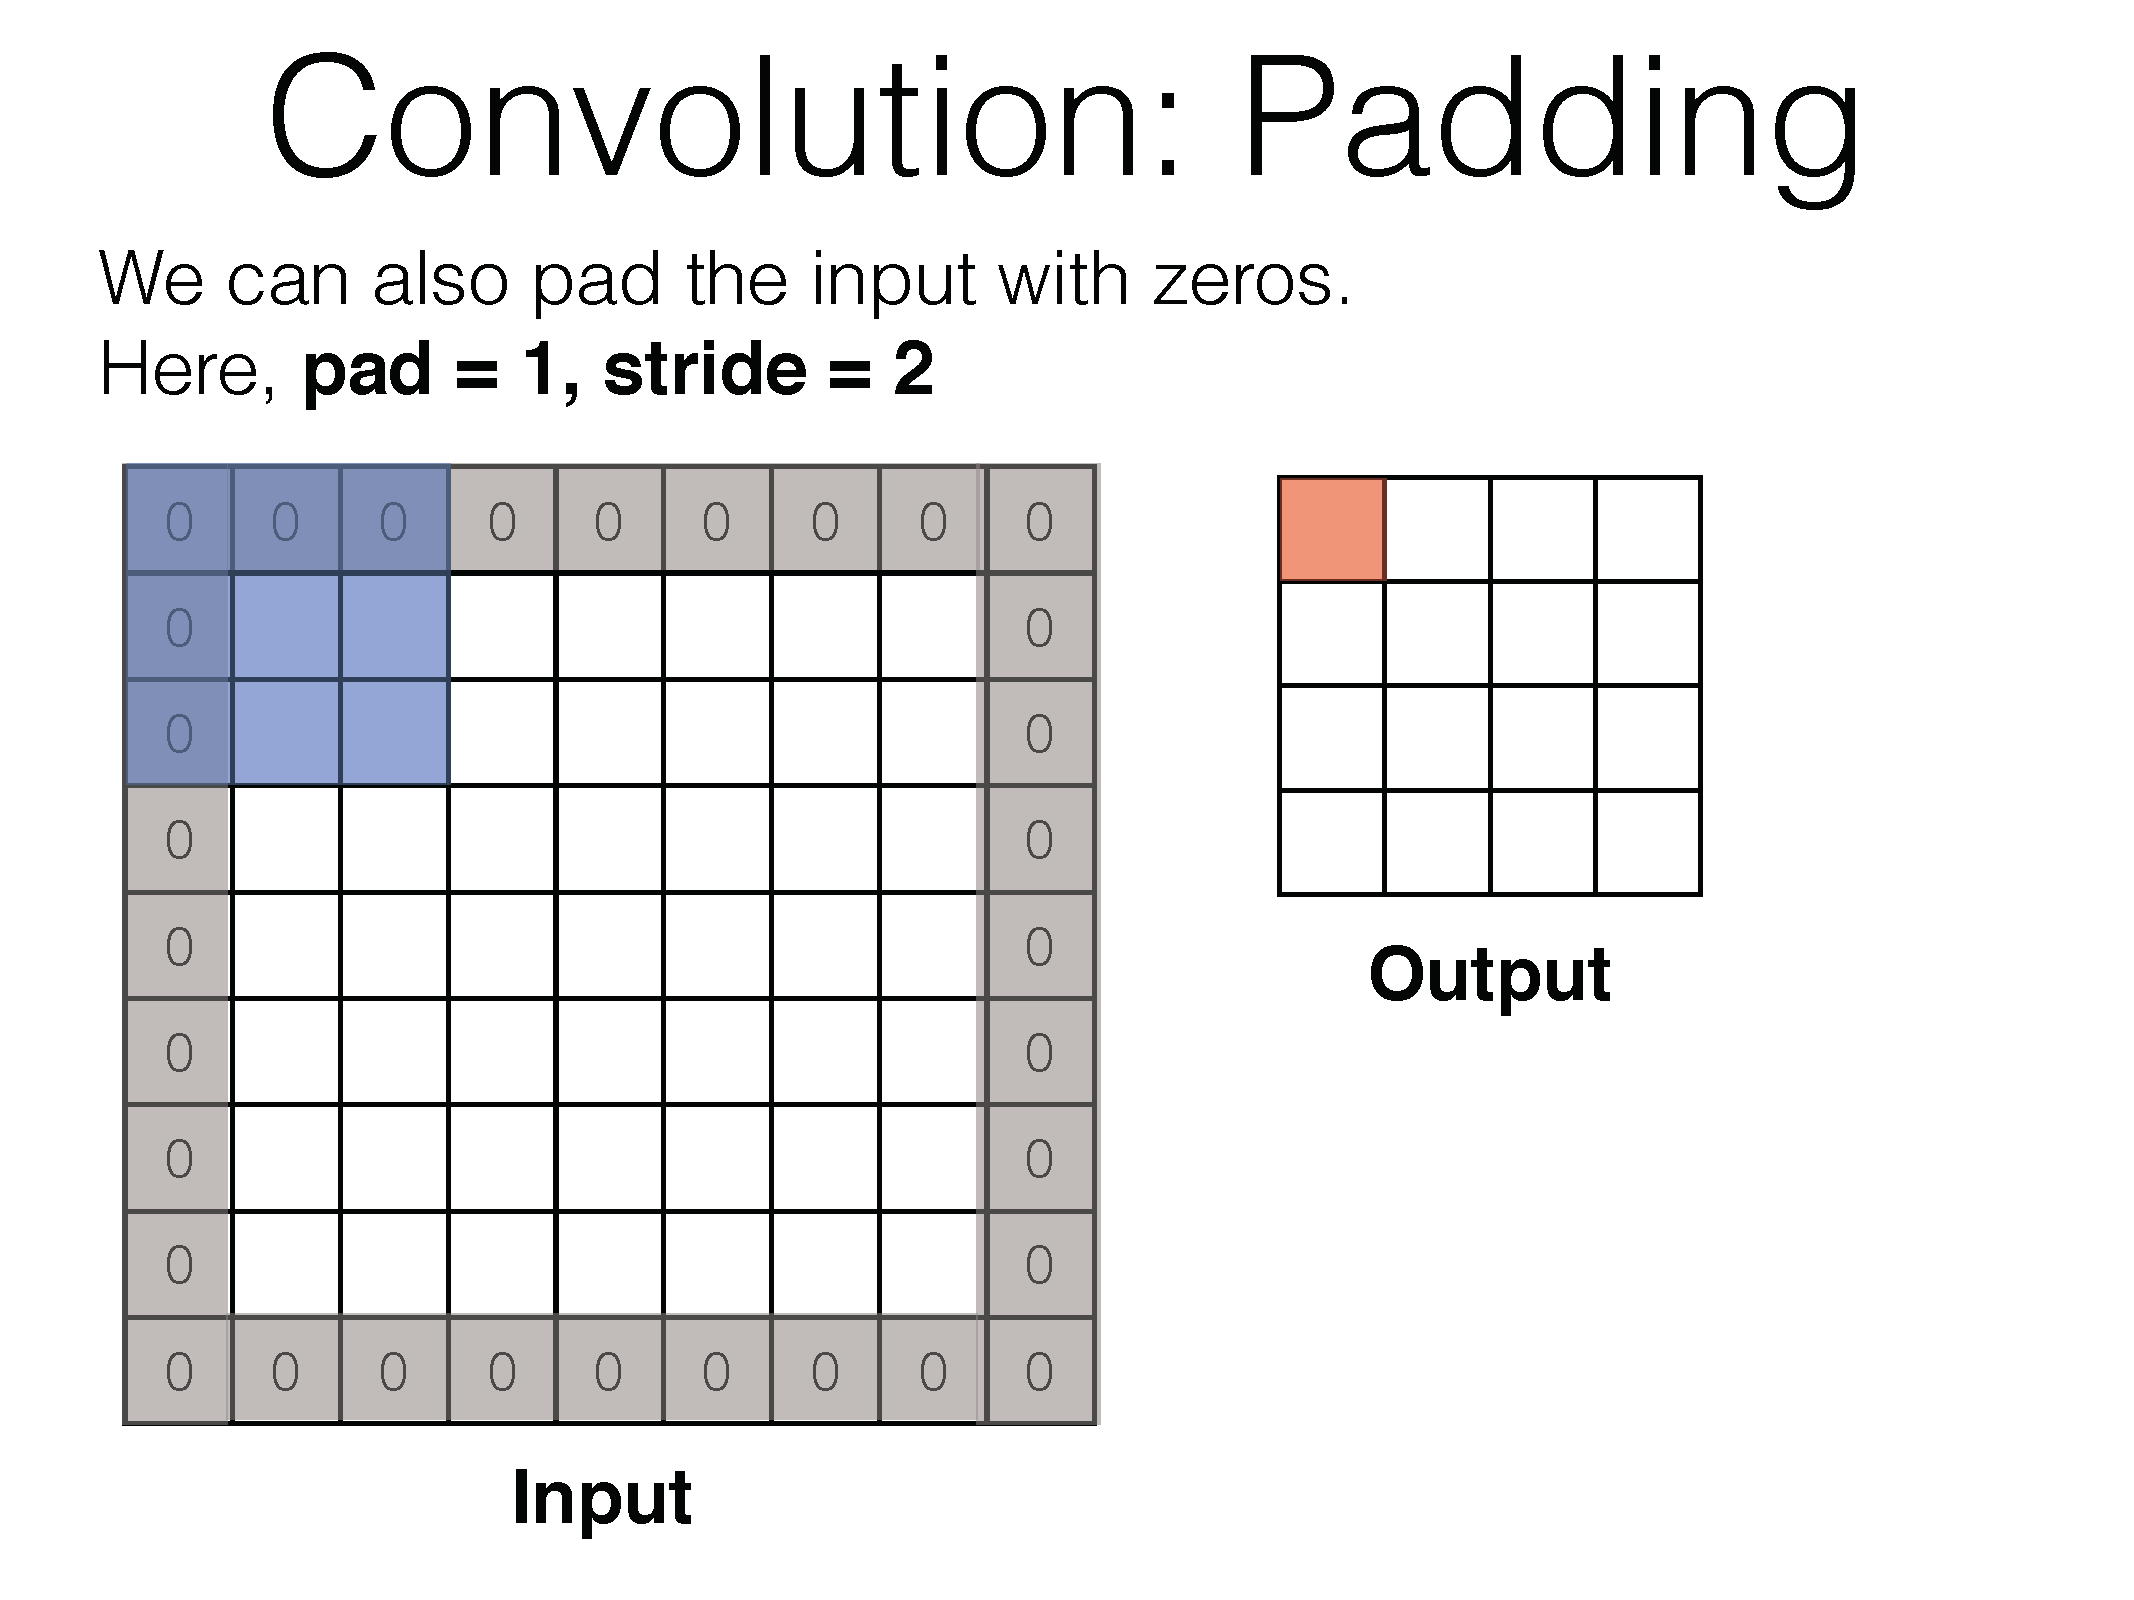 Convolution: Padding
We can also pad the input with zeros.
Here, pad = 1, stride = 2
0 0 0 0 0 0 0 0 0
0 0
0 0
0 0
0 0
0 0
0 0
0 0
0 0 0 0 0 0 0 0 0
Output
Input